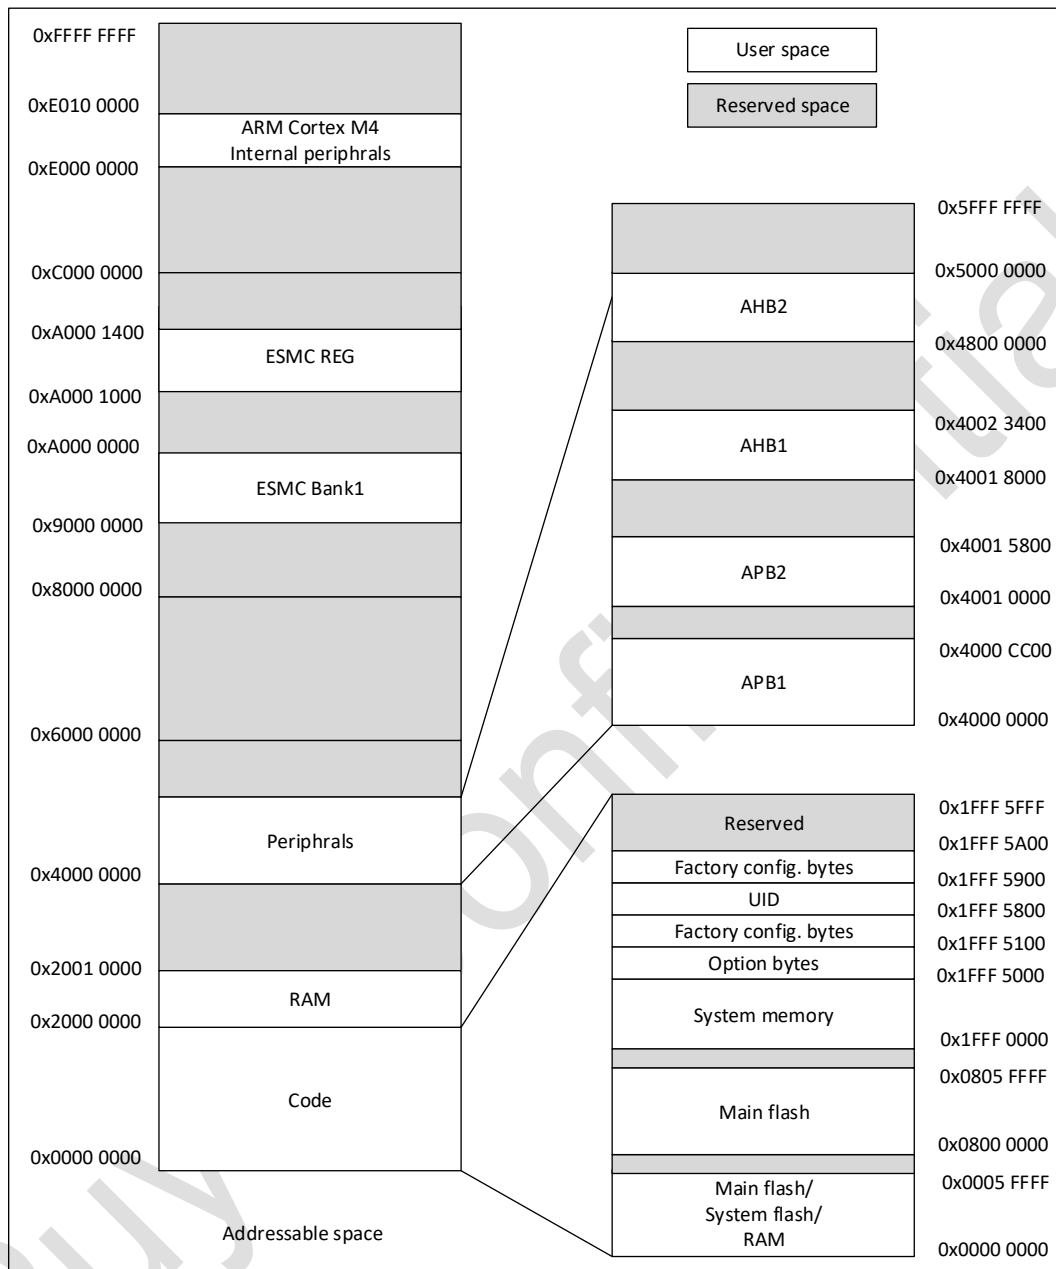 0xFFFF FFFF
0xE010 0000
ARM Cortex M4
Internal periphrals
0xE000 0000
0xC000 0000
0xA000 1400
ESMC REG
0xA000 1000
0xA000 0000
ESMC Bank1
0x9000 0000
0x8000 0000
0x6000 0000
Periphrals
0x4000 0000
0x2001 0000
RAM
0x2000 0000
Code
0x0000 0000
Addressable space
User space
Reserved space
0x5FFF FFFF
0x5000 0000
AHB2
0x4800 0000
0x4002 3400
AHB1
0x4001 8000
0x4001 5800
APB2
0x4001 0000
0x4000 CC00
APB1
0x4000 0000
0x1FFF 5FFF
Reserved
0x1FFF 5A00
Factory config. bytes
0x1FFF 5900
UID
0x1FFF 5800
Factory config. bytes
0x1FFF 5100
Option bytes
0x1FFF 5000
System memory
0x1FFF 0000
0x0805 FFFF
Main flash
0x0800 0000
0x0005 FFFF
Main flash/
System flash/
RAM
0x0000 0000